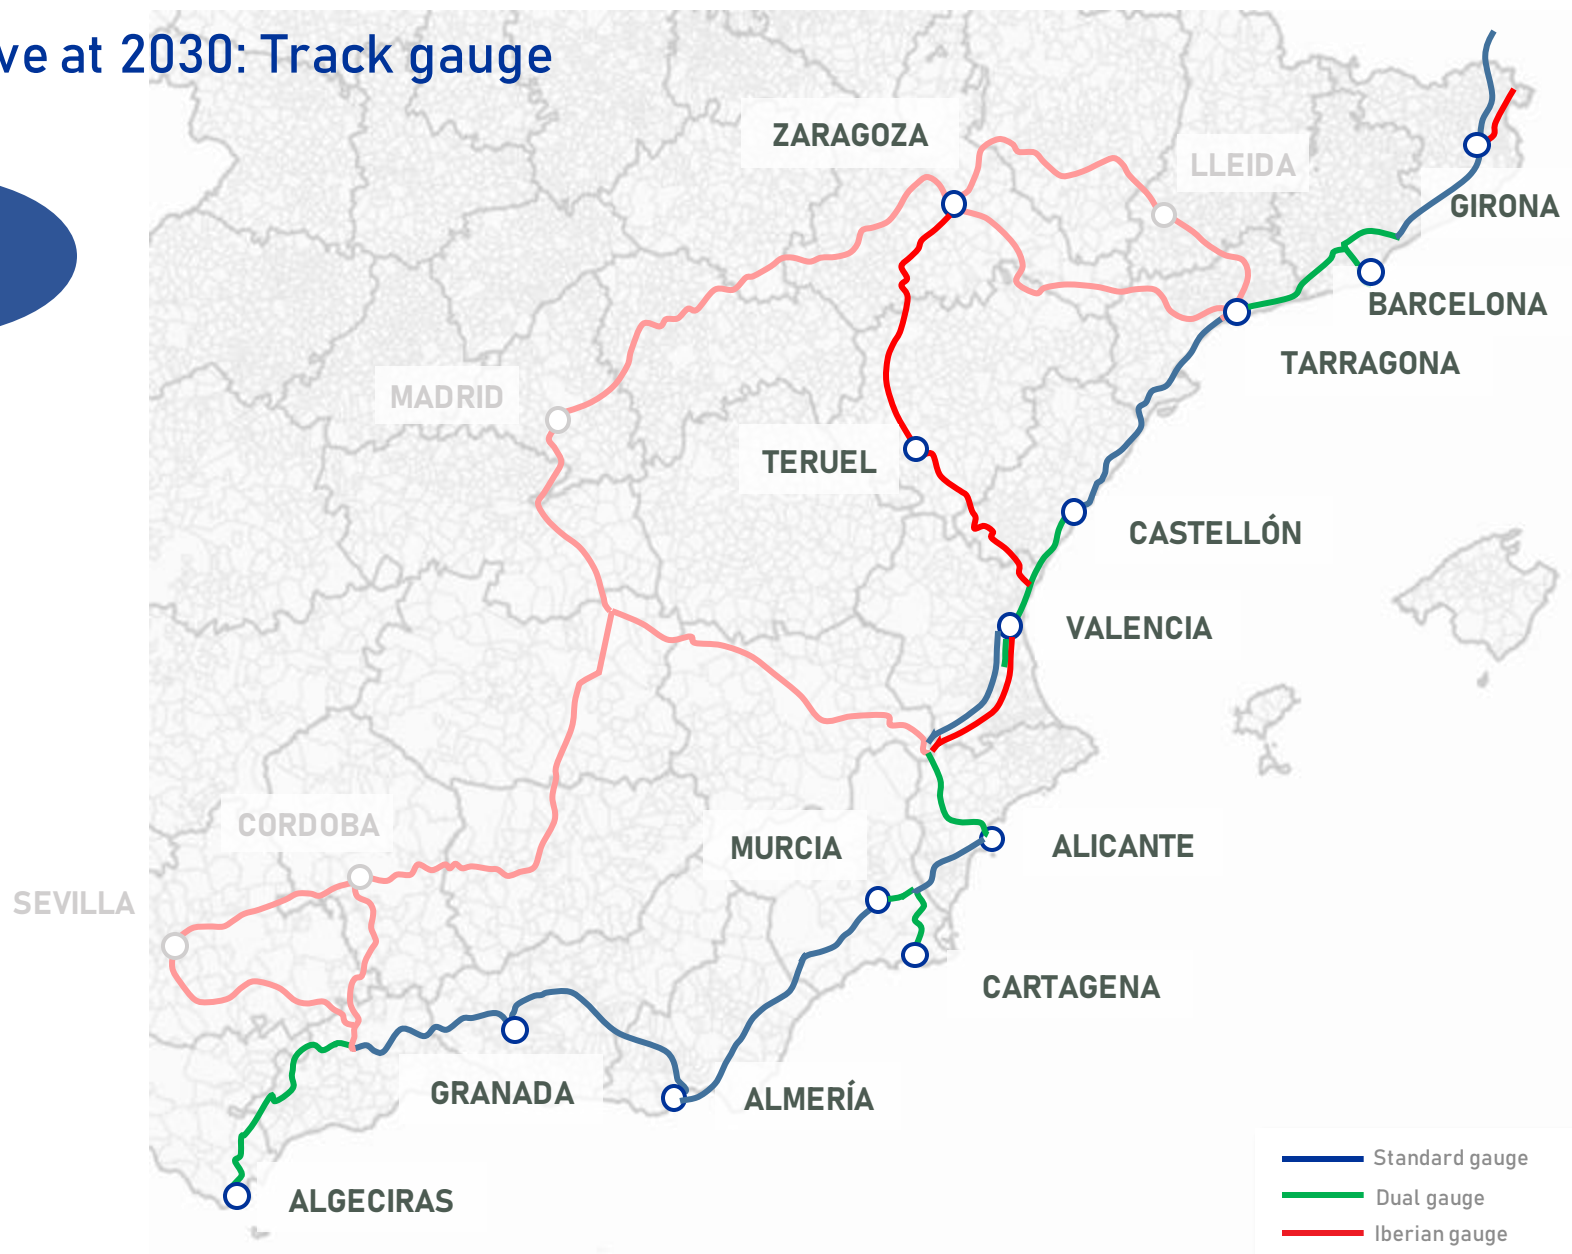 ve at 2030: Track gauge
ZARAGOZA
LLEIDA
GIRONA
BARCELONA
TARRAGONA
MADRID
TERUEL
CASTELLÓN
VALENCIA
CORDOBA
MURCIA
ALICANTE
SEVILLA
CARTAGENA
GRANADA
ALMERÍA
ALGECIRAS
Standard gauge
Dual gauge
Iberian gauge